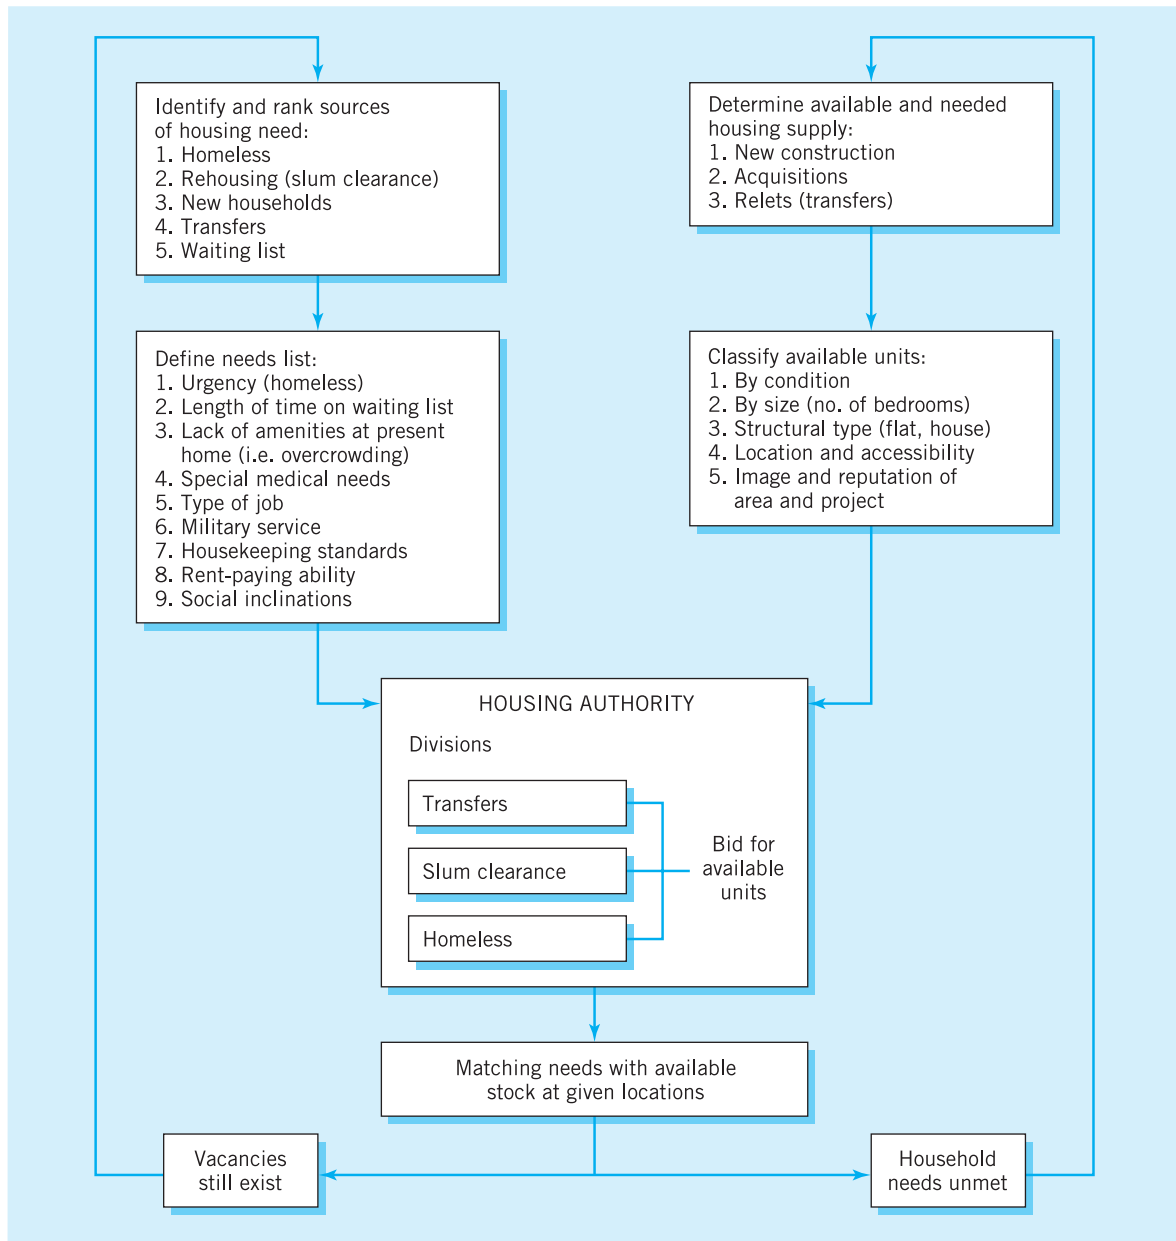 Identify and rank sources
of housing need:
1. Homeless
2. Rehousing (slum clearance)
3. New households
4. Transfers
5. Waiting list
Determine available and needed
housing supply:
1. New construction
2. Acquisitions
3. Relets (transfers)
Define needs list:
1. Urgency (homeless)
2. Length of time on waiting list
3. Lack of amenities at present
home (i.e. overcrowding)
4. Special medical needs
5. Type of job
6. Military service
7. Housekeeping standards
8. Rent-paying ability
9. Social inclinations
Classify available units:
1. By condition
2. By size (no. of bedrooms)
3. Structural type (flat, house)
4. Location and accessibility
5. Image and reputation of
area and project
HOUSING AUTHORITY
Divisions
Transfers
Slum clearance
Homeless
Bid for
available
units
Matching needs with available
stock at given locations
Vacancies
still exist
Household
needs unmet